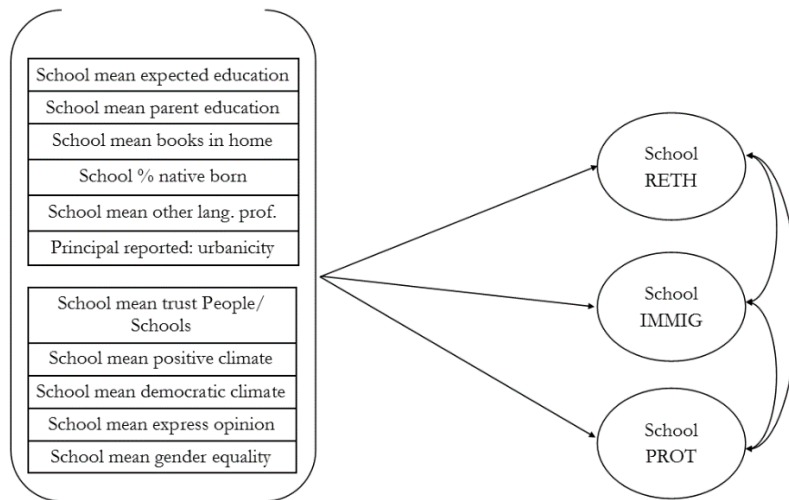 School mean expected education
School mean parent education
School mean books in home
School % native born
School mean other lang. prof.
Principal reported: urbanicity
School mean trust People/
Schools
School mean positive climate
School mean democratic climate
School mean express opinion
School mean gender equality
School
RETH
School
IMMIG
School
PROT